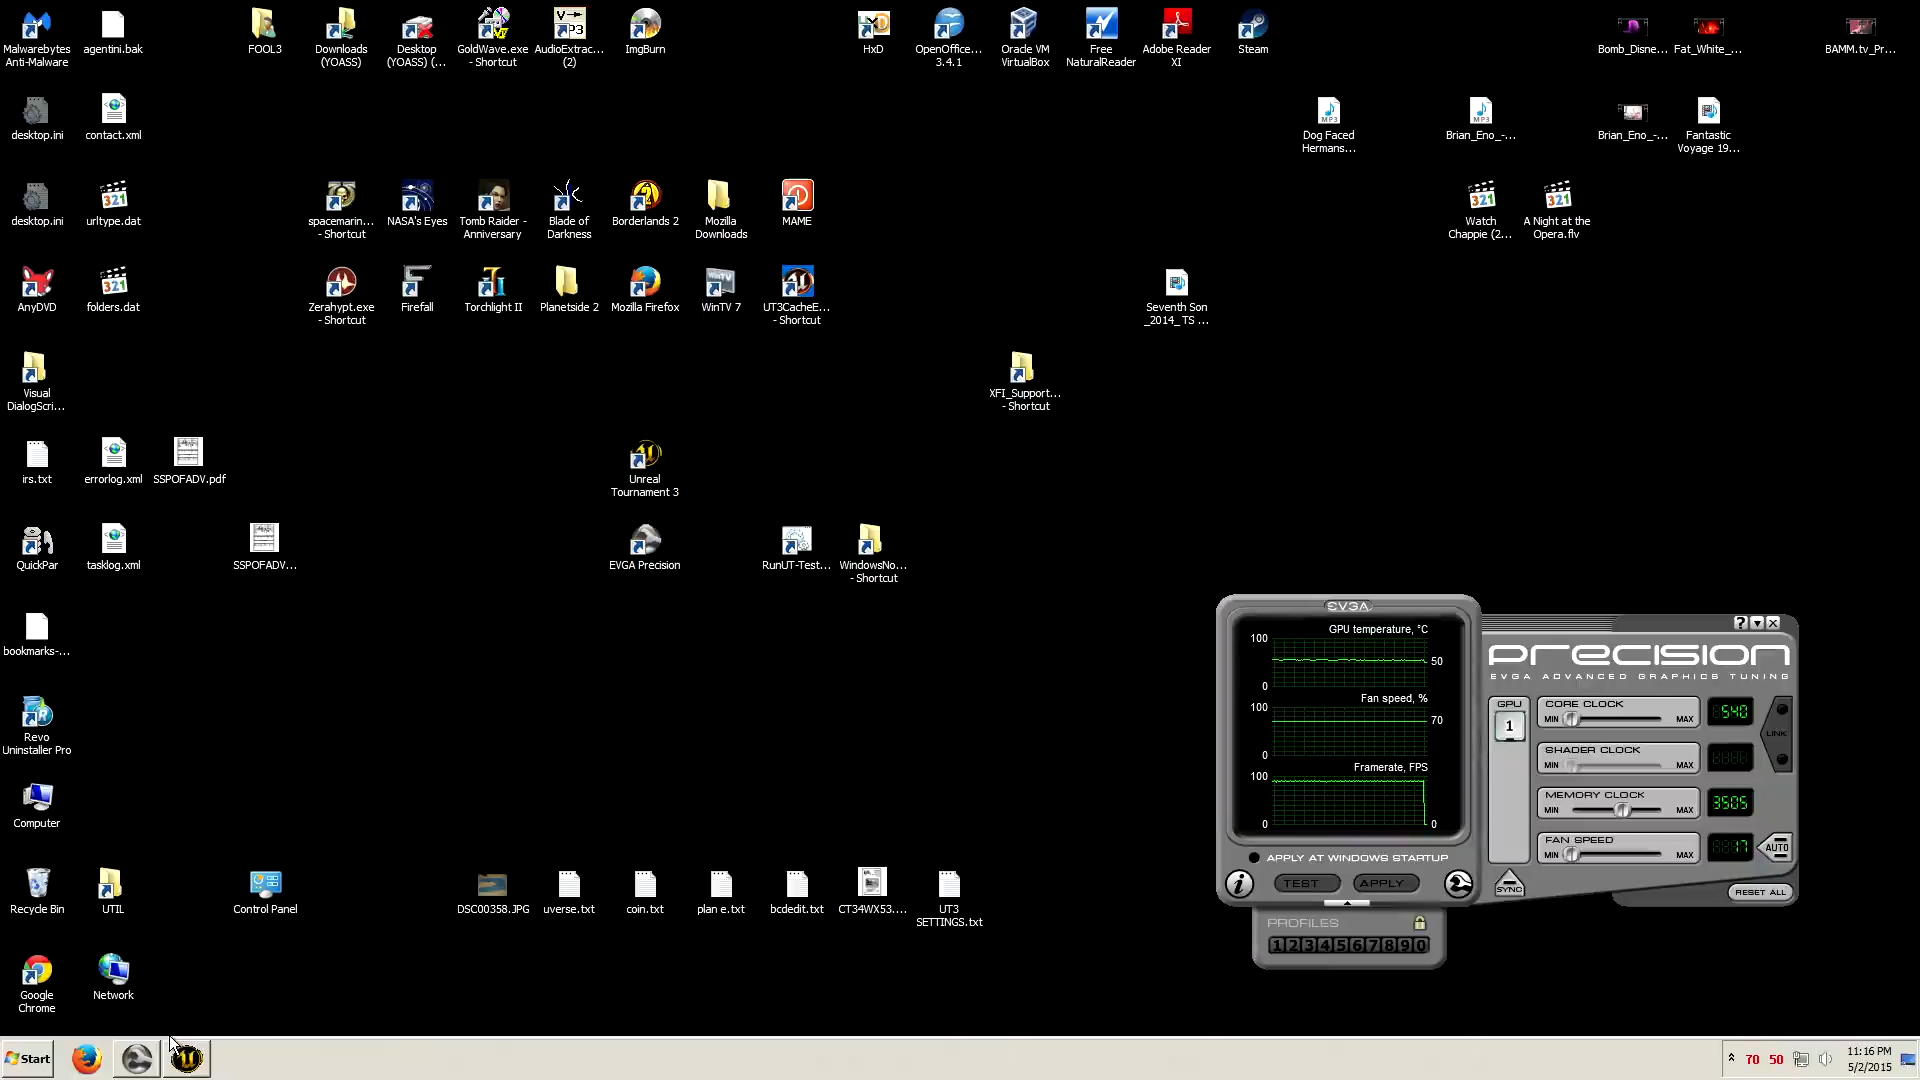 Malwarebytes
Anti-Malware
agentini.bak
FOOL3
Downloads
(YOASS)
Desktop
(YOASS) (...
GoldWave.exe
- Shortcut
AudioExtrac...
(2)
ImgBurn
HxD
OpenOffice...
3.4.1
Oracle VM
VirtualBox
Free
NaturalReader
Adobe Reader
XI
Steam
Bomb_Disne...
Fat_White_...
BAMM.tv_Pr...
desktop.ini
contact.xml
Dog Faced
Hermans...
Brian_Eno_-...
Brian_Eno_-...
Fantastic
Voyage 19...
desktop.ini
urltype.dat
spacemarin...
- Shortcut
NASA's Eyes
Tomb Raider -
Anniversary
Blade of
Darkness
Borderlands 2
Mozilla
Downloads
MAME
Watch
Chappie (2...
A Night at the
Opera.flv
AnyDVD
folders.dat
Zerahypt.exe
- Shortcut
Firefall
Torchlight II
Planetside 2
Mozilla Firefox
WinTV 7
UT3CacheE...
- Shortcut
Seventh Son
_2014_ TS ...
Visual
DialogScri...
XFI_Support...
- Shortcut
irs.txt
errorlog.xml
SSPOFADV.pdf
Unreal
Tournament 3
QuickPar
tasklog.xml
SSPOFADV...
EVGA Precision
RunUT-Test...
WindowsNo...
- Shortcut
bookmarks-...
Revo
Uninstaller Pro
Computer
Recycle Bin
UTIL
Control Panel
DSC00358.JPG
uverse.txt
coin.txt
plan e.txt
bcdedit.txt
CT34WX53....
UT3
SETTINGS.txt
Google
Chrome
Network
EVGA
GPU temperature, °C
100
50
0
Fan speed, %
100
70
0
Framerate, FPS
100
0
0
APPLY AT WINDOWS STARTUP
TEST
APPLY
PROFILES
1 2 3 4 5 6 7 8 9 0
precision
EVGA ADVANCED GRAPHICS TUNING
GPU
1
CORE CLOCK
MIN
MAX
540
LINK
SHADER CLOCK
MIN
MAX
MEMORY CLOCK
MIN
MAX
3505
FAN SPEED
MIN
MAX
17
AUTO
SYNC
RESET ALL
Start
70
50
11:16 PM
5/2/2015